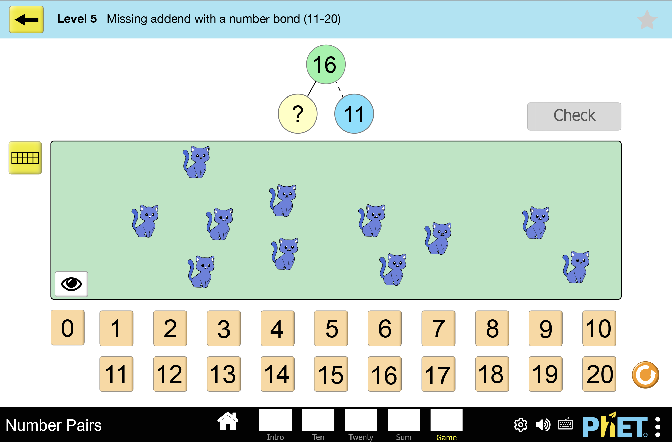 Level 5 Missing addend with a number bond (11-20)
16
? 11
Check
0 1 2 3 4 5 6 7 8 9 10
11 12 13 14 15 16 17 18 19 20
Number Pairs
Intro Ten Twenty Sum Game
PhET